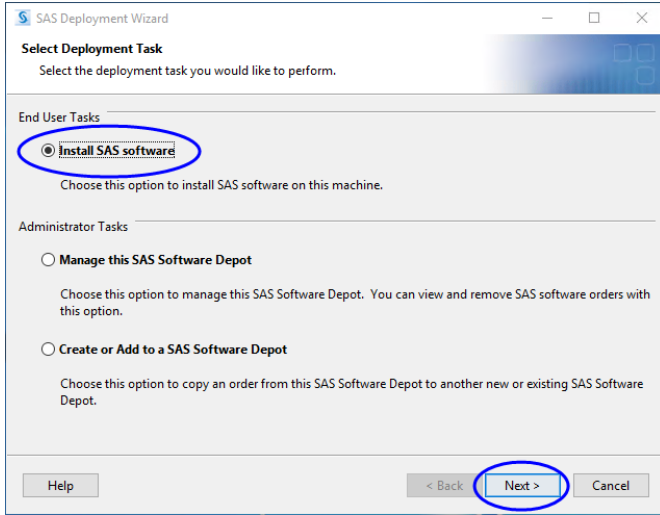 SAS Deployment Wizard
Select Deployment Task
Select the deployment task you would like to perform.
End User Tasks
Install SAS software
Choose this option to install SAS software on this machine.
Administrator Tasks
Manage this SAS Software Depot
Choose this option to manage this SAS Software Depot.  You can view and remove SAS software orders with
this option.
Create or Add to a SAS Software Depot
Choose this option to copy an order from this SAS Software Depot to another new or existing SAS Software
Depot.
Help
< Back
Next >
Cancel